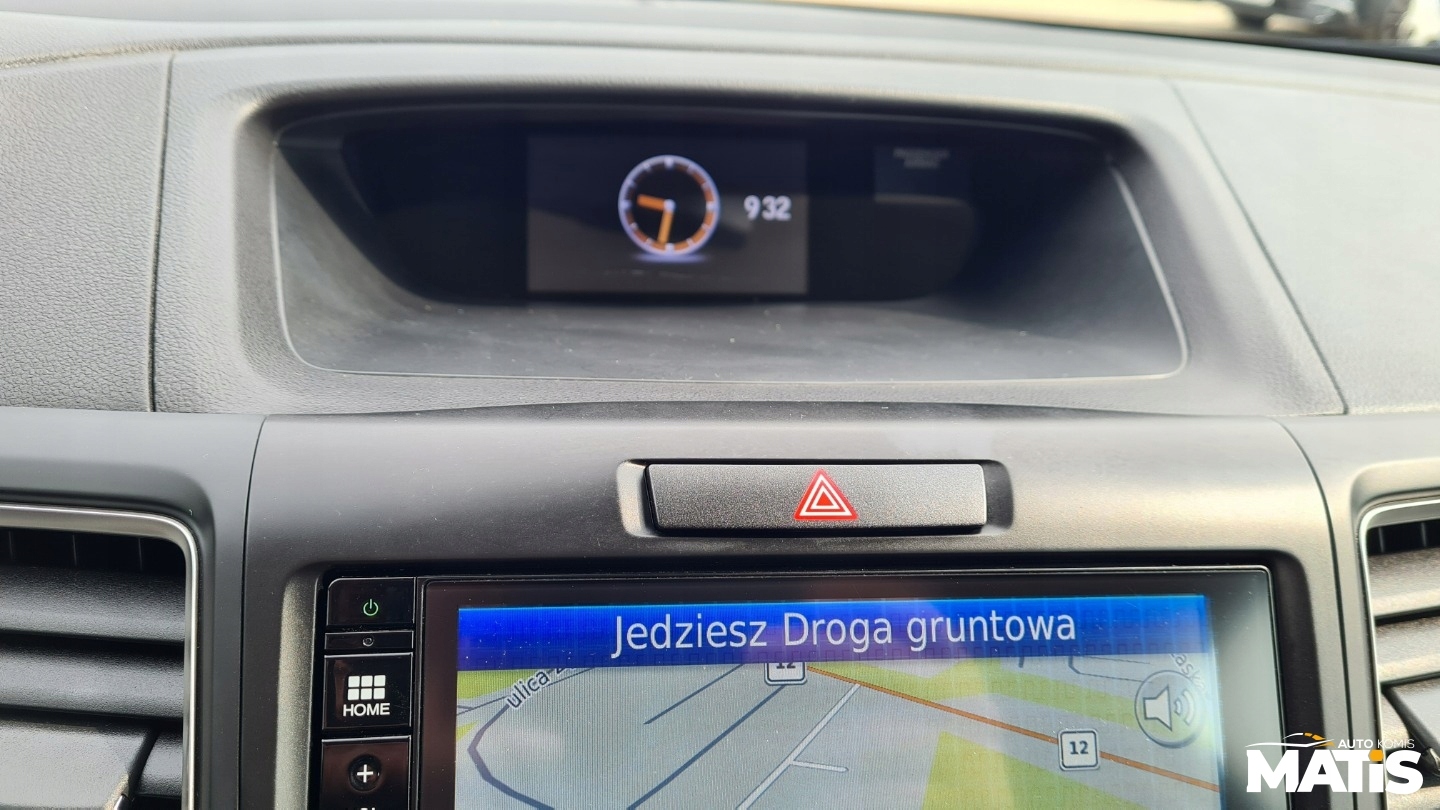 932
Jedziesz Droga gruntowa
12
ulica
12
HOME
+
AUTO KOMIS
MATiS